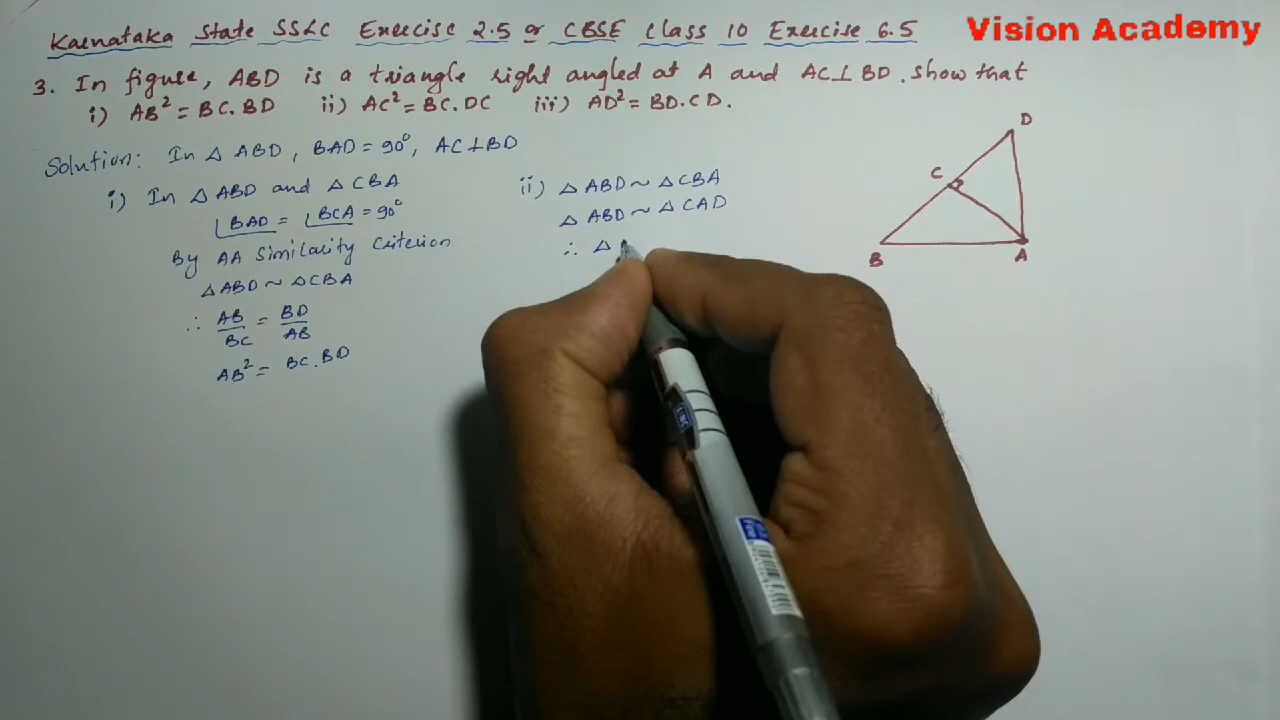 Karnataka State SSLC Exercise 2.5 or CBSE Class 10 Exercise 6.5
Vision Academy
3. In figure, ABD is a triangle right angled at A and AC⊥BD. show that
i) AB² = BC.BD ii) AC² = BC.DC iii) AD² = BD.CD.
Solution: In △ ABD, BAD = 90°, AC⊥BD
i) In △ ABD and △ CBA
∠BAD = ∠BCA = 90°
By AA Similarity Criterion
△ ABD ~ △ CBA
∴ AB/BC = BD/AB
AB² = BC.BD
ii) △ ABD ~ △ CBA
△ ABD ~ △ CAD
∴ △
D
C
B
A